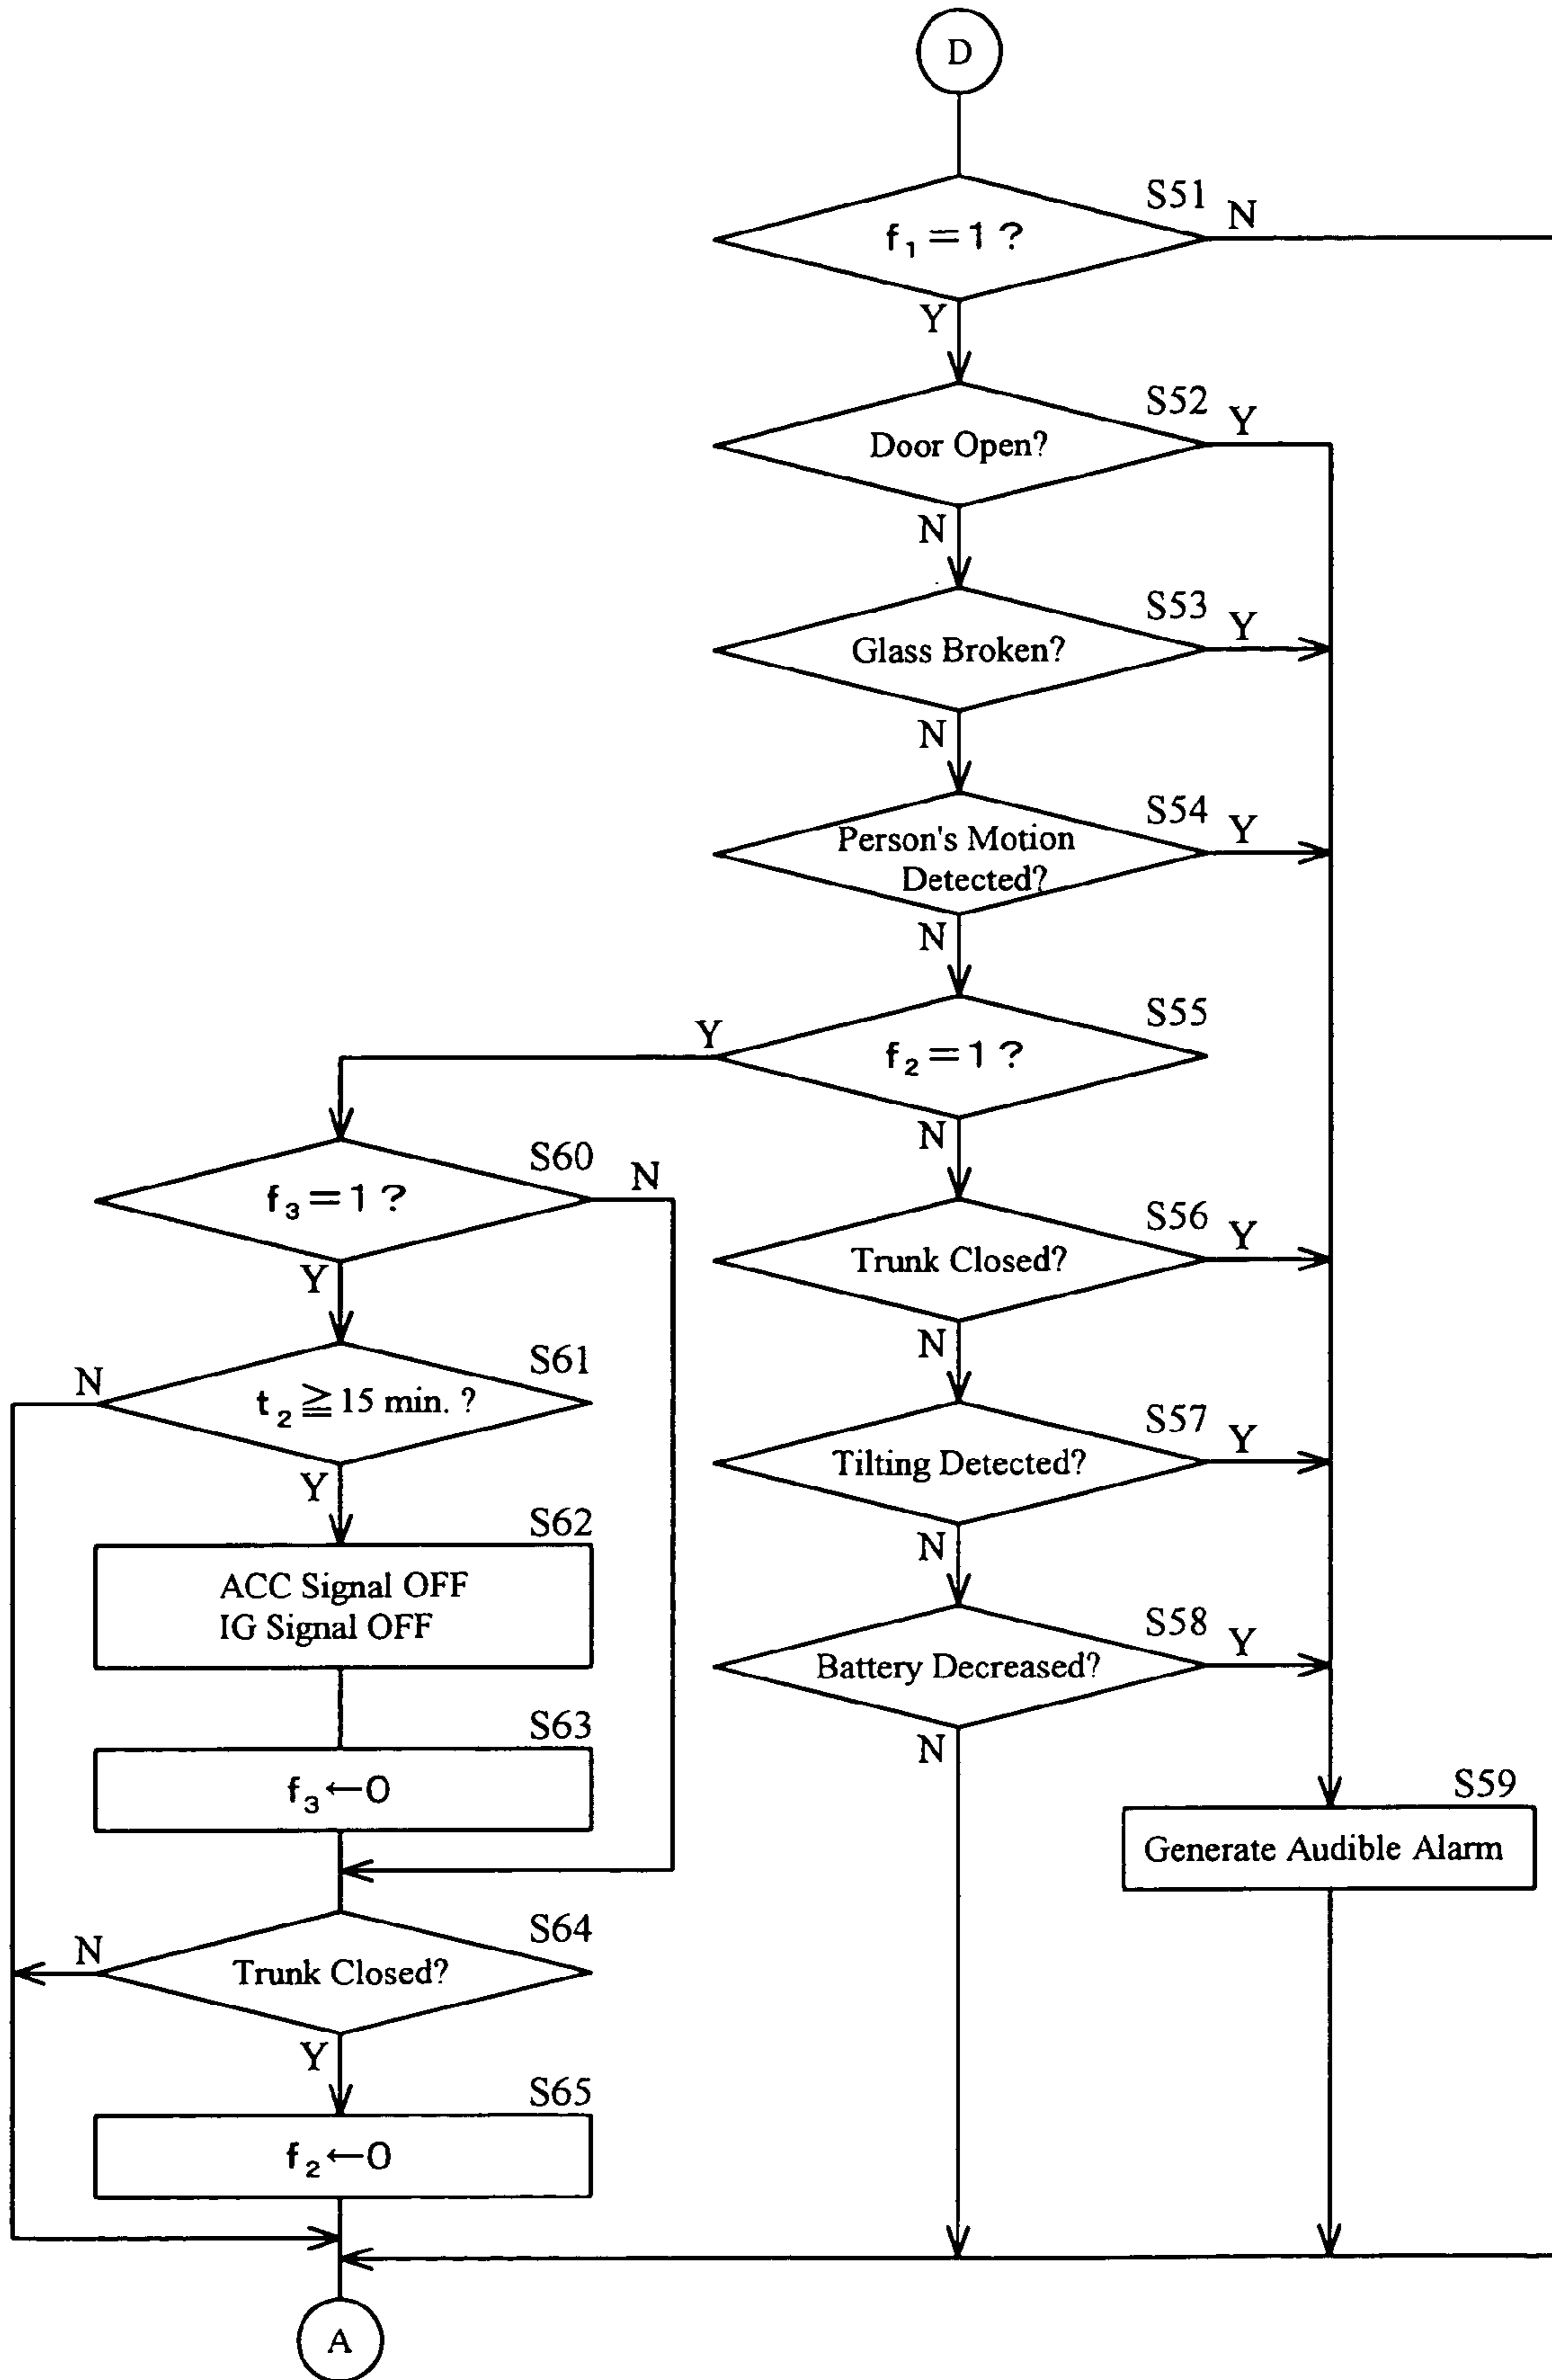 D
S51
f₁=1?
N
Y
S52
Door Open?
Y
N
S53
Glass Broken?
Y
N
S54
Person's Motion
Detected?
Y
N
S55
f₂=1?
Y
N
S60
f₃=1?
N
Y
S56
Trunk Closed?
Y
N
S61
t₂≧15 min.?
N
Y
S57
Tilting Detected?
Y
N
S62
ACC Signal OFF
IG Signal OFF
S58
Battery Decreased?
Y
N
S63
f₃←0
S59
Generate Audible Alarm
S64
Trunk Closed?
N
Y
S65
f₂←0
A